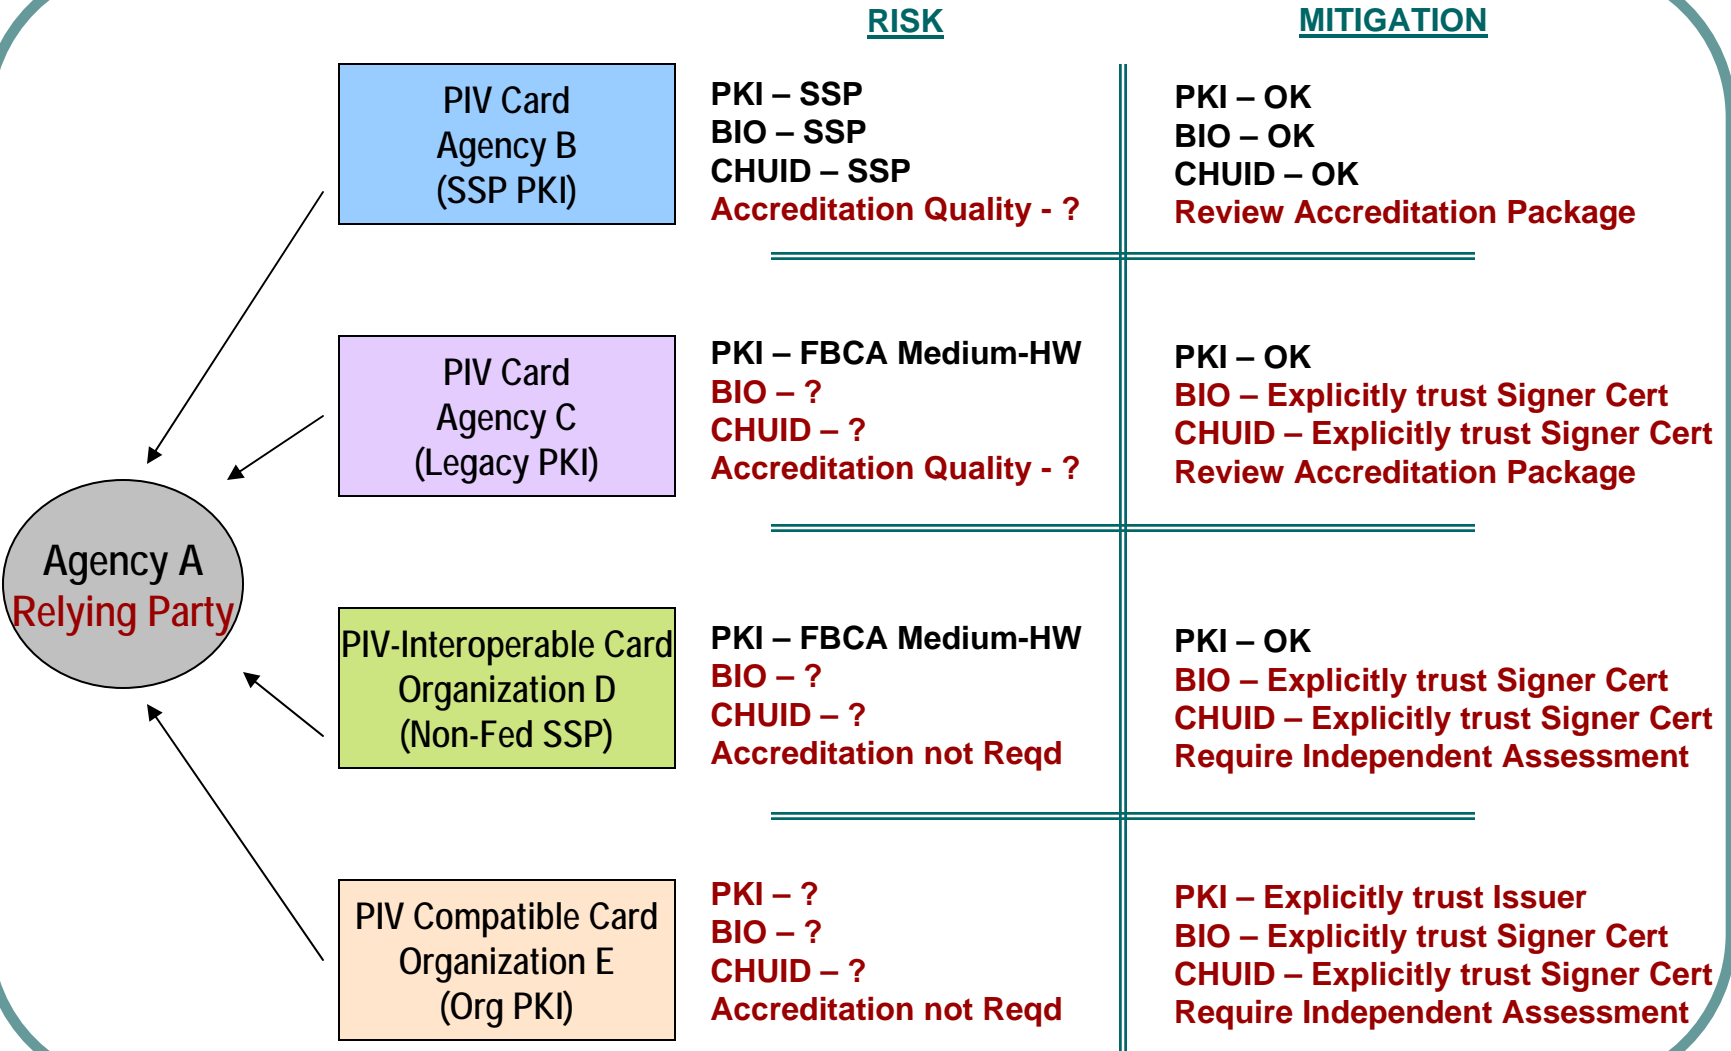 RISK
MITIGATION
PIV Card
Agency B
(SSP PKI)
PKI – SSP
BIO – SSP
CHUID – SSP
Accreditation Quality - ?
PKI – OK
BIO – OK
CHUID – OK
Review Accreditation Package
PIV Card
Agency C
(Legacy PKI)
PKI – FBCA Medium-HW
BIO – ?
CHUID – ?
Accreditation Quality - ?
PKI – OK
BIO – Explicitly trust Signer Cert
CHUID – Explicitly trust Signer Cert
Review Accreditation Package
Agency A
Relying Party
PIV-Interoperable Card
Organization D
(Non-Fed SSP)
PKI – FBCA Medium-HW
BIO – ?
CHUID – ?
Accreditation not Reqd
PKI – OK
BIO – Explicitly trust Signer Cert
CHUID – Explicitly trust Signer Cert
Require Independent Assessment
PIV Compatible Card
Organization E
(Org PKI)
PKI – ?
BIO – ?
CHUID – ?
Accreditation not Reqd
PKI – Explicitly trust Issuer
BIO – Explicitly trust Signer Cert
CHUID – Explicitly trust Signer Cert
Require Independent Assessment